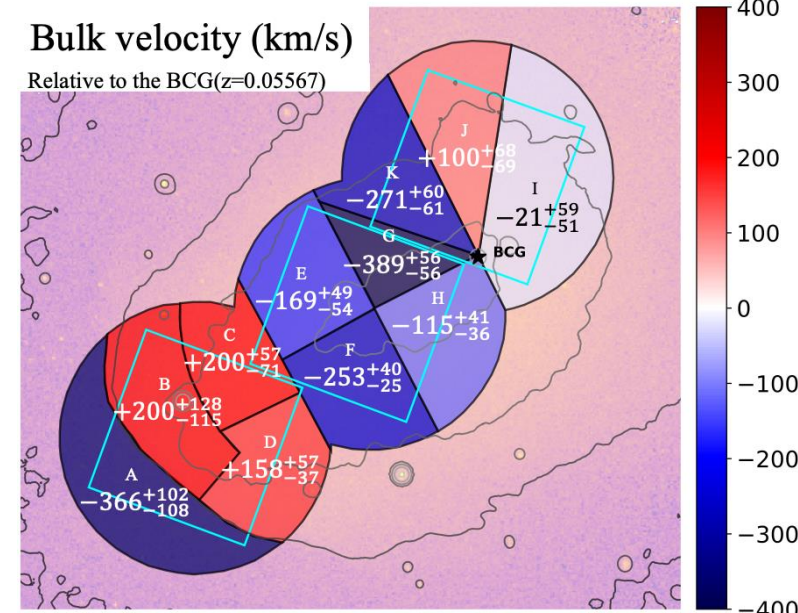 Bulk velocity (km/s)
Relative to the BCG(z=0.05567)
J
+100+68−69
K
−271+60−61
I
−21+59−51
G
−389+56−56
BCG
E
−169+49−54
H
−115+41−36
F
−253+40−25
C
+200+57−71
B
+200+128−115
D
+158+57−37
A
−366+102−108
400
300
200
100
0
−100
−200
−300
−400